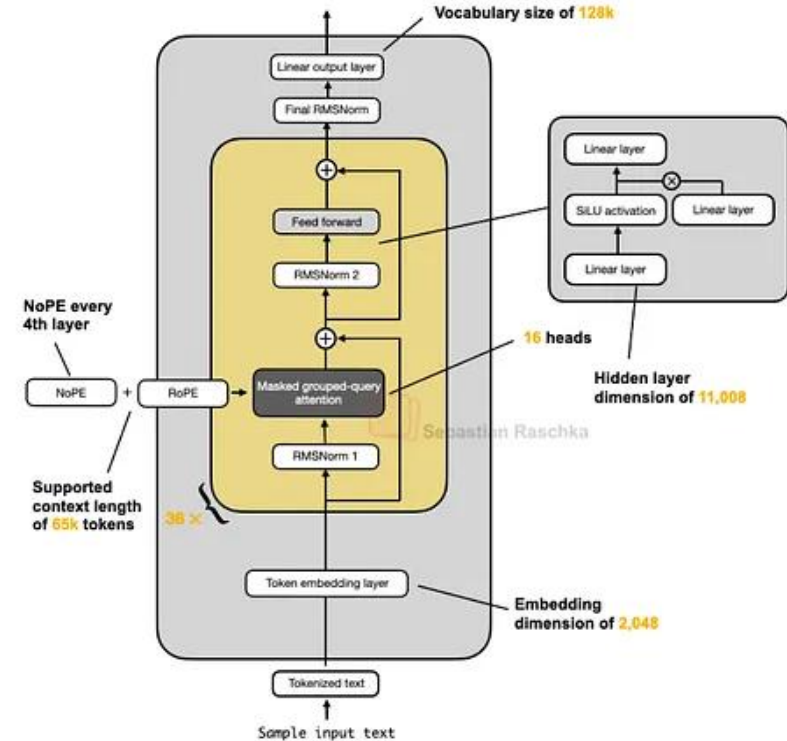 Vocabulary size of 128k
Linear output layer
Final RMSNorm
Linear layer
SiLU activation
Linear layer
Linear layer
Feed forward
RMSNorm 2
NoPE every
4th layer
16 heads
Hidden layer
dimension of 11,008
NoPE
+
RoPE
Masked grouped-query
attention
Sebastian Raschka
RMSNorm 1
Supported
context length
of 65k tokens
36 ×
Token embedding layer
Embedding
dimension of 2,048
Tokenized text
Sample input text